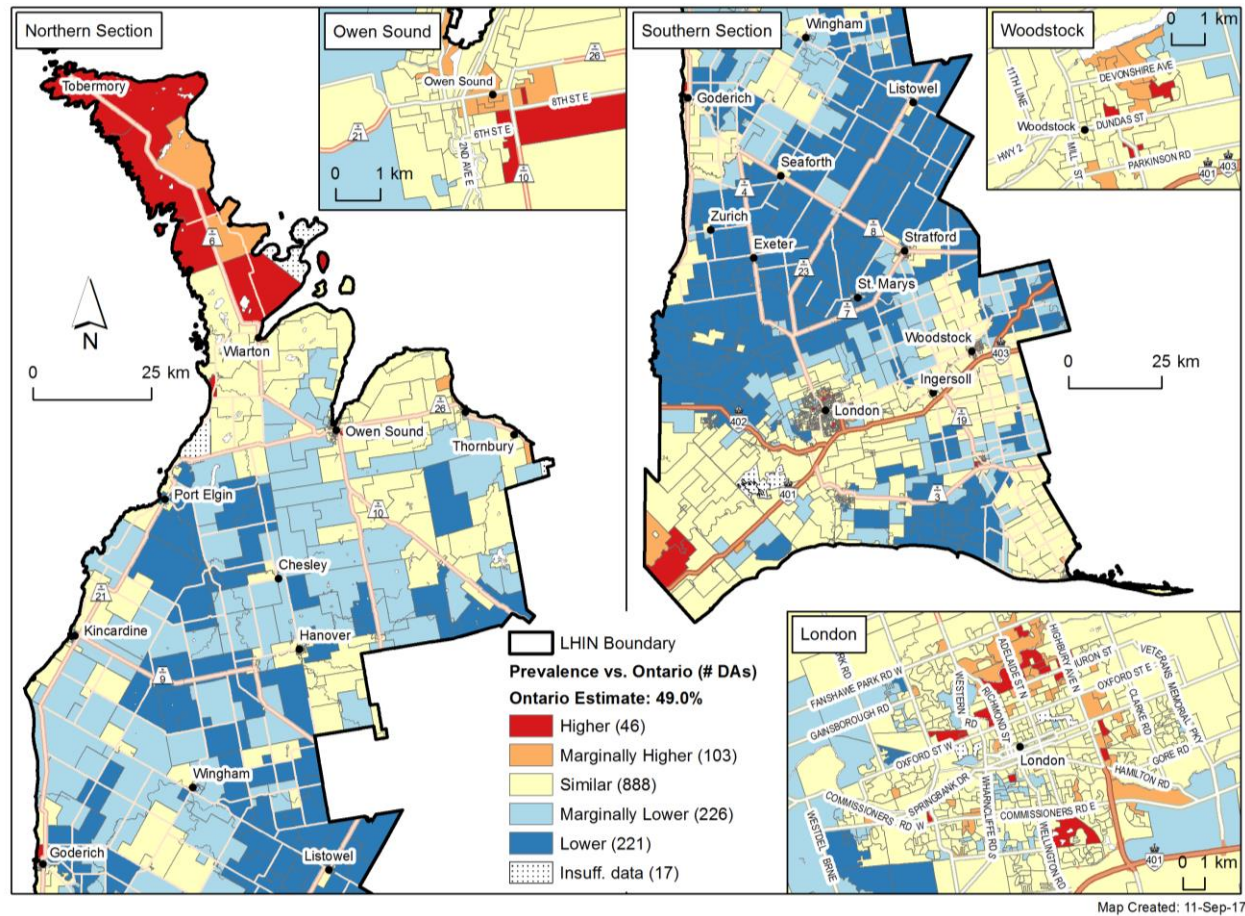 Northern Section
Tobermory
6
N
0 25 km
Wiarton
26
Owen Sound
Thornbury
Port Elgin
10
Chesley
21
Kincardine
Hanover
9
Wingham
Goderich
Listowel
Owen Sound
26
Owen Sound
8TH ST E
6TH ST E
21
2ND AVE E
10
0 1 km
Southern Section
Wingham
Goderich
Listowel
Seaforth
4
Zurich
8
Exeter
Stratford
23
St. Marys
7
Woodstock
403
0 25 km
Ingersoll
London
402
19
401
3
Woodstock
0 1 km
11TH LINE
DEVONSHIRE AVE
Woodstock
DUNDAS ST
HWY 2
MILL ST
PARKINSON RD
401
403
LHIN Boundary
Prevalence vs. Ontario (# DAs)
Ontario Estimate: 49.0%
Higher (46)
Marginally Higher (103)
Similar (888)
Marginally Lower (226)
Lower (221)
Insuff. data (17)
London
RK RD
FANSHAWE PARK RD W
GAINSBOROUGH RD
WESTERN RD
RICHMOND ST
ADELAIDE ST N
HIGHBURY AVE N
URON ST
OXFORD ST E
VETERANS MEMORIAL PKY
CLARKE RD
GORE RD
OXFORD ST W
London
HAMILTON RD
SPRINGBANK DR
COMMISSIONERS RD W
COMMISSIONERS RD E
WHARNCLIFFE RD S
WELLINGTON RD
WESTDEL BRNE
401
0 1 km
Map Created: 11-Sep-17